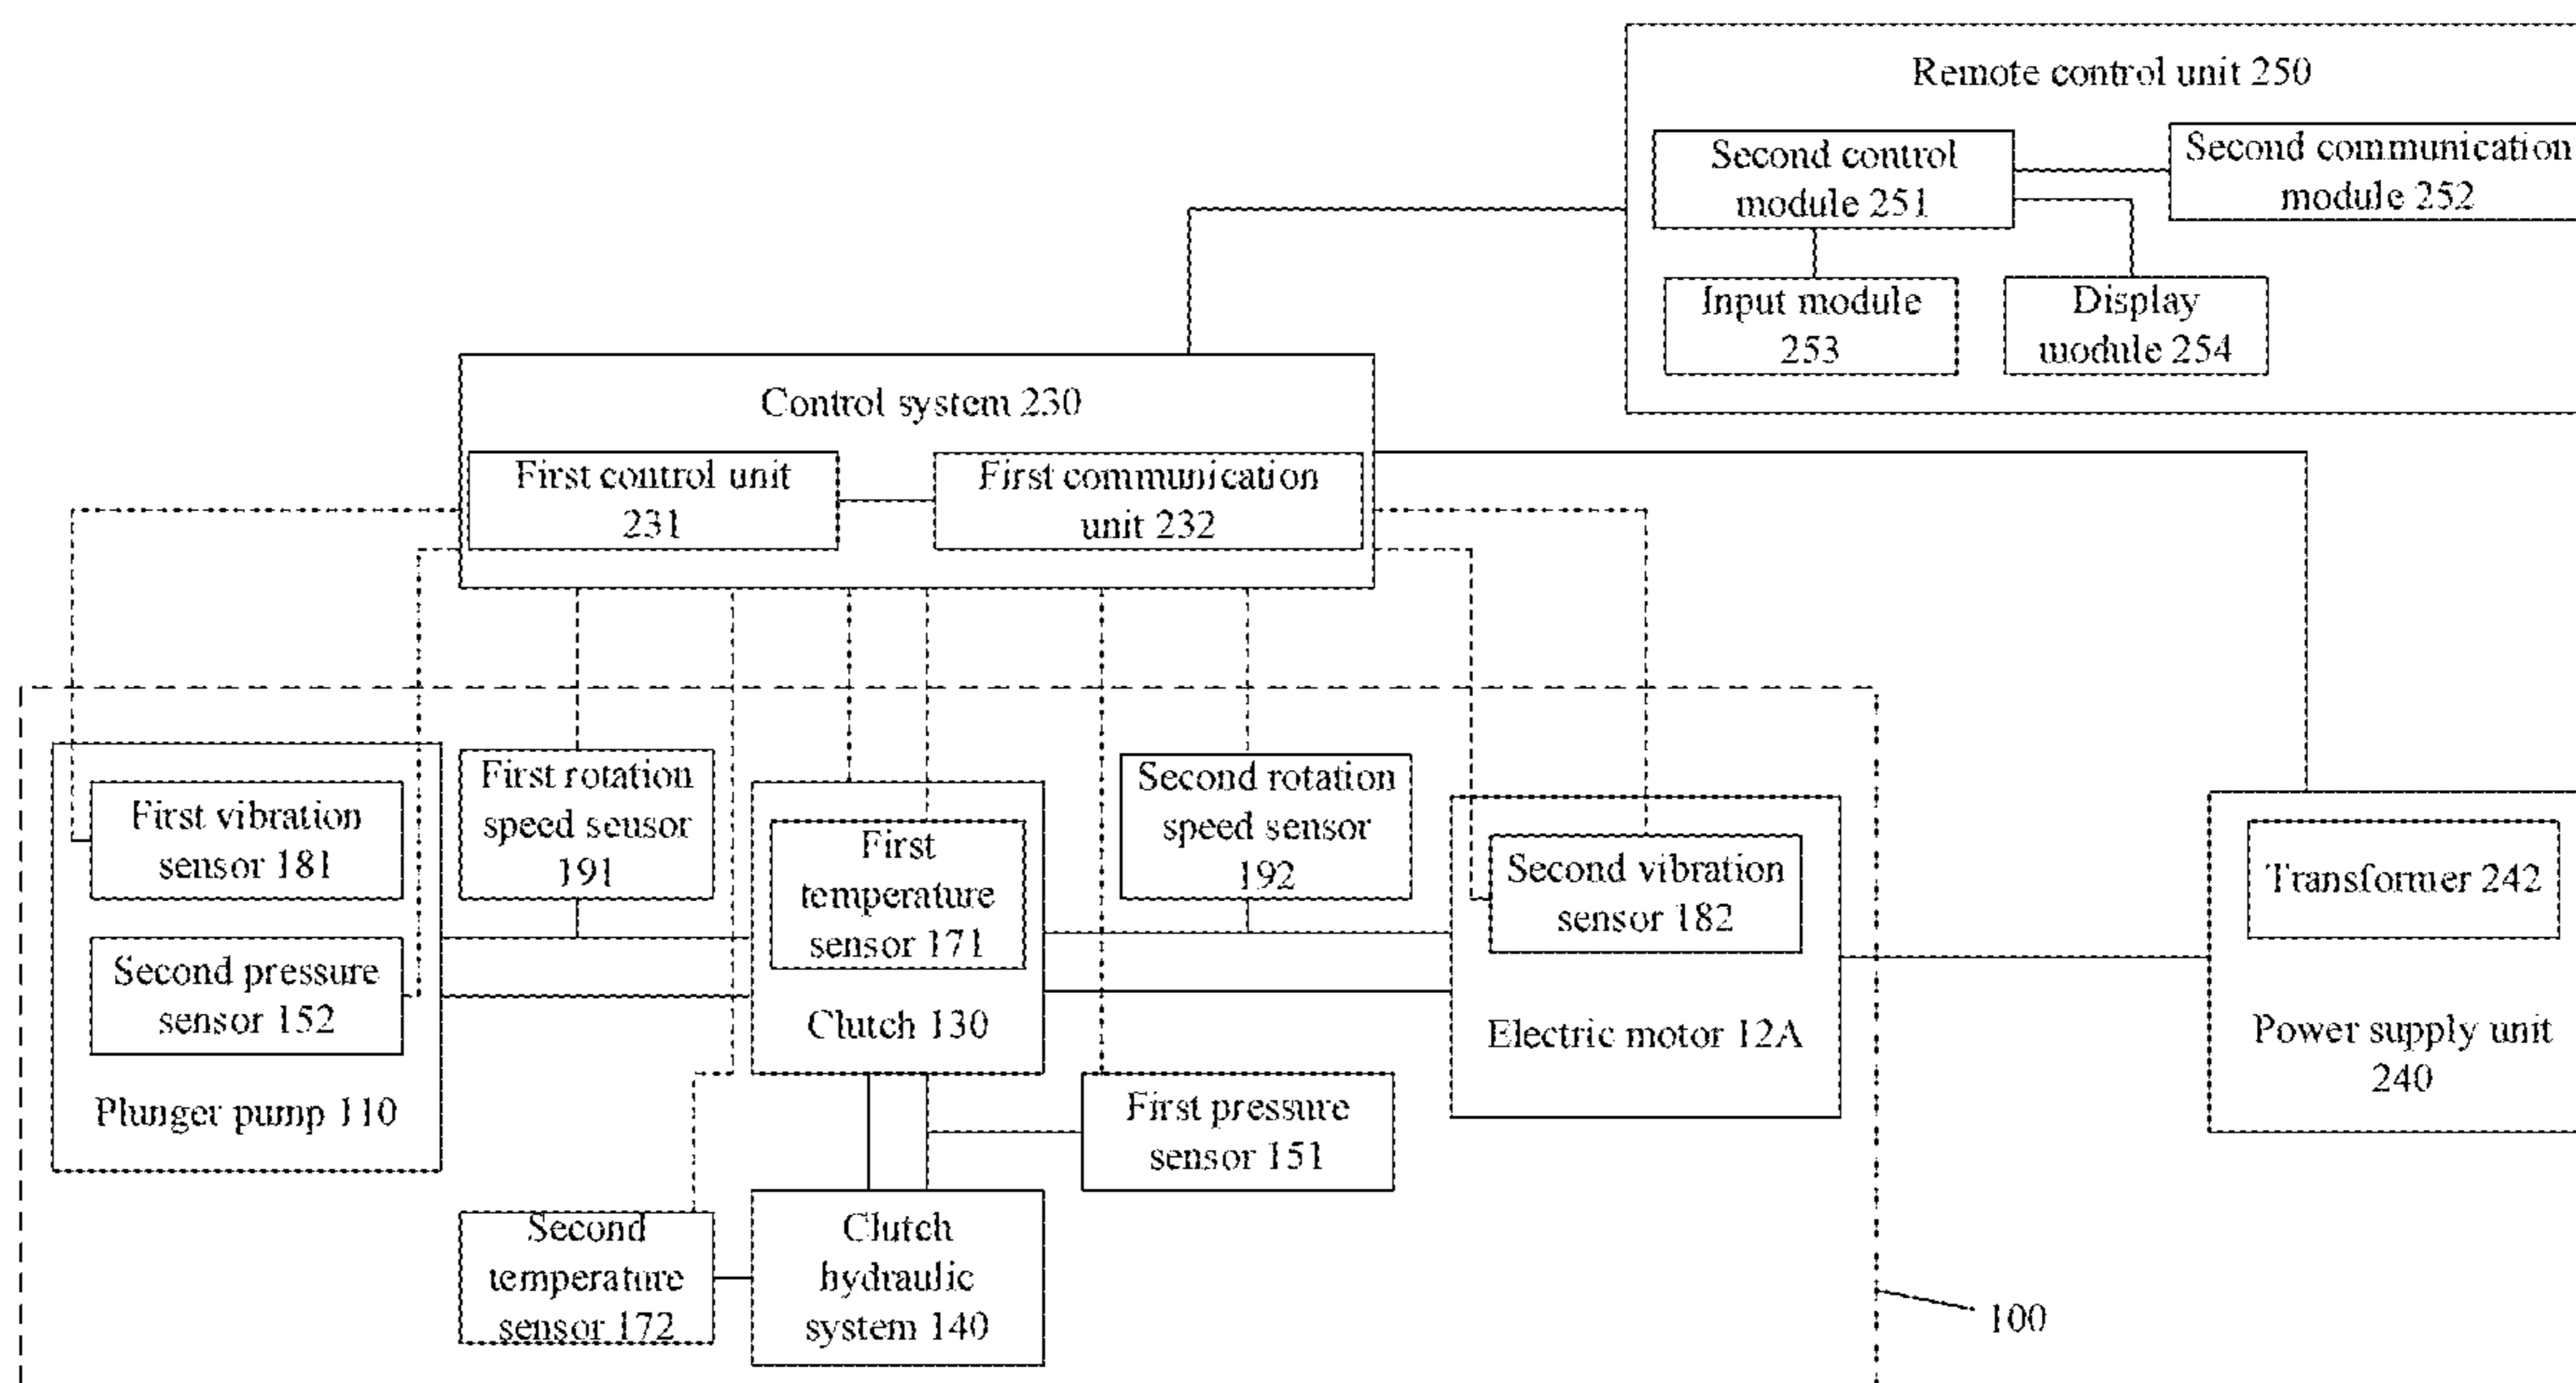 Remote control unit 250
Second control
module 251
Second communication
module 252
Input module
253
Display
module 254
Control system 230
First control unit
231
First communication
unit 232
First vibration
sensor 181
Second pressure
sensor 152
Plunger pump 110
First rotation
speed sensor
191
First
temperature
sensor 171
Clutch 130
Second rotation
speed sensor
192
Second vibration
sensor 182
Electric motor 12A
Transformer 242
Power supply unit
240
First pressure
sensor 151
Second
temperature
sensor 172
Clutch
hydraulic
system 140
100